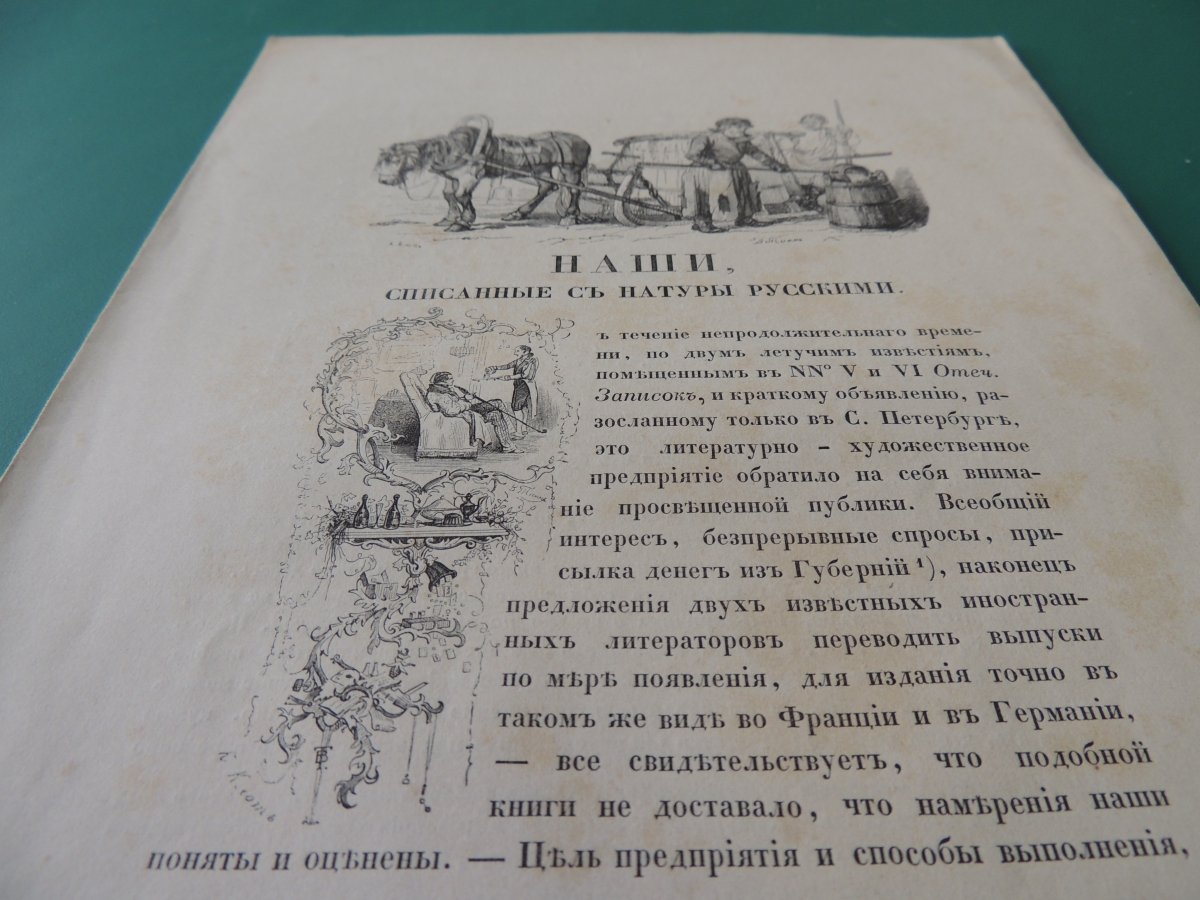 НАШИ,
СПИСАННЫЕ СЪ НАТУРЫ РУССКИМИ.
ъ теченіе непродолжительнаго време-
ни, по двумъ летучимъ извѣстіямъ,
помѣщеннымъ въ NNº V и VI Отеч.
Записокъ, и краткому объявленію, ра-
зосланному только въ С. Петербургѣ,
это литературно - художественное
предпріятіе обратило на себя внима-
ніе просвѣщенной публики. Всеобщій
интересъ, безпрерывные спросы, при-
сылка денегъ изъ Губерній ¹), наконецъ
предложенія двухъ извѣстныхъ иностран-
ныхъ литераторовъ переводить выпуски
по мѣрѣ появленія, для изданія точно въ
такомъ же видѣ во Франціи и въ Германіи,
— все свидѣтельствуетъ, что подобной
книги не доставало, что намѣренія наши
поняты и оцѣнены. — Цѣль предпріятія и способы выполненія,